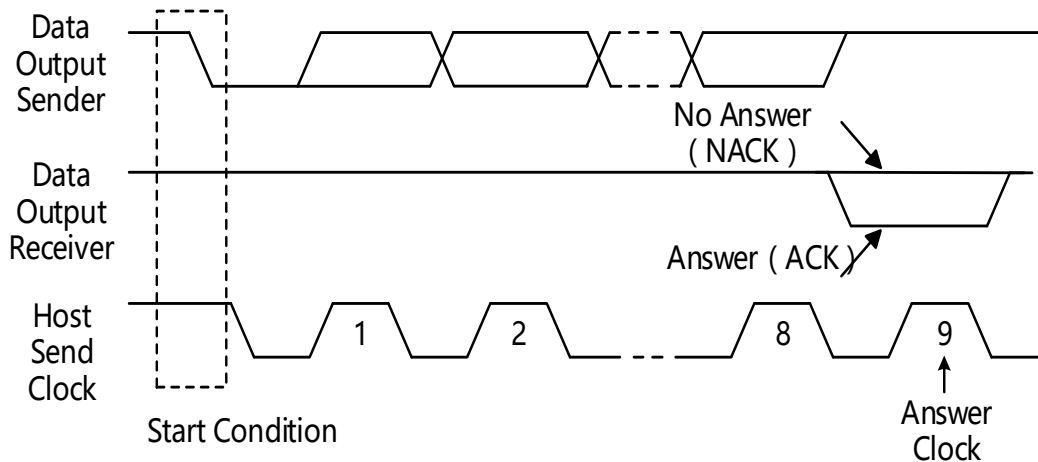 Data
Output
Sender
No Answer
( NACK )
Data
Output
Receiver
Answer ( ACK )
Host
Send
Clock
1
2
8
9
Start Condition
Answer
Clock